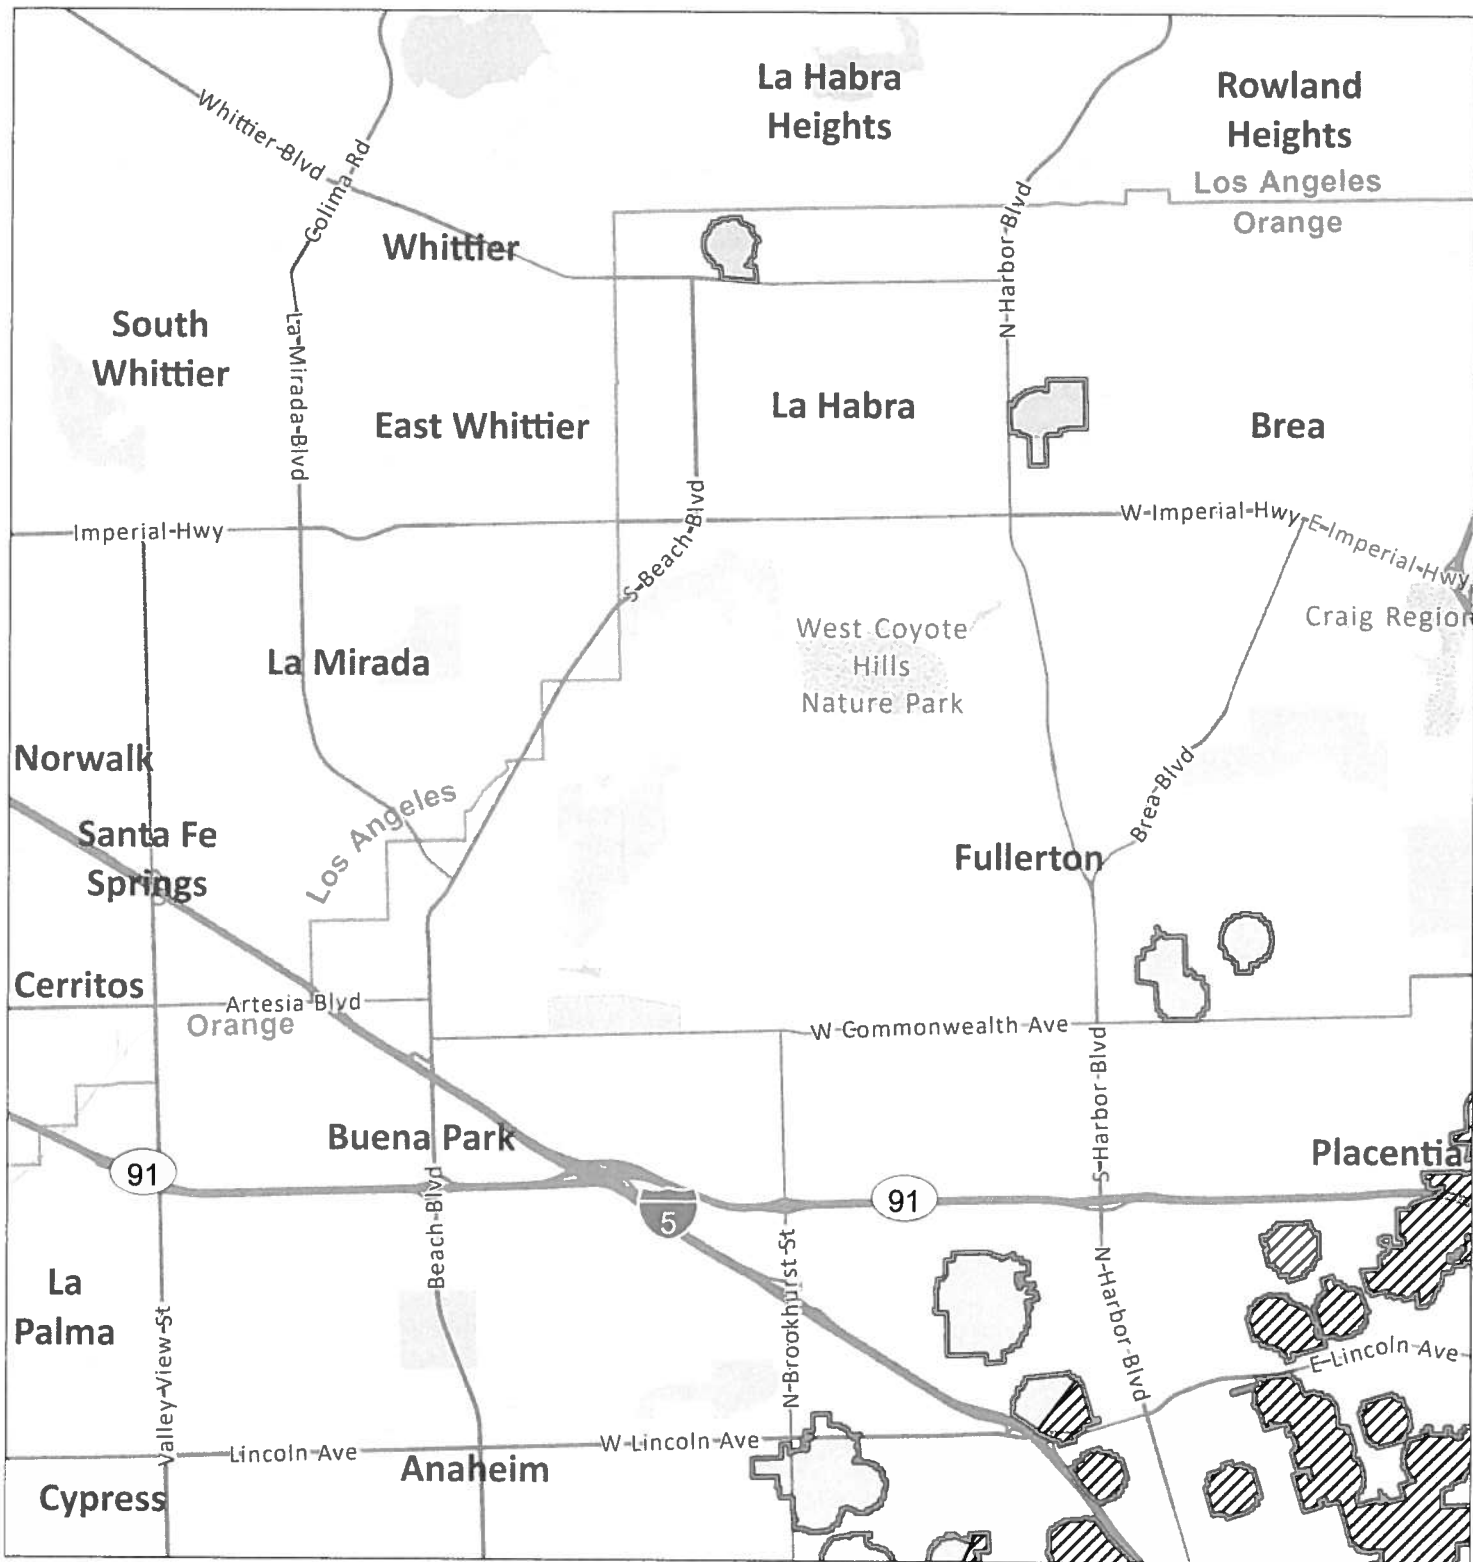 La Habra
Heights
Rowland
Heights
Los Angeles
Orange
Whittier-Blvd
Colima-Rd
Whittier
N-Harbor-Blvd
South
Whittier
La-Mirada-Blvd
East Whittier
La Habra
Brea
Imperial-Hwy
S-Beach-Blvd
W-Imperial-Hwy
E-Imperial-Hwy
Craig Region
West Coyote
Hills
Nature Park
La Mirada
Norwalk
Brea-Blvd
Los Angeles
Santa Fe
Springs
Fullerton
Cerritos
Artesia Blvd
Orange
W-Commonwealth-Ave
S-Harbor-Blvd
Buena Park
Placentia
91
91
5
Beach-Blvd
N-Brookhurst-St
N-Harbor-Blvd
La
Palma
Valley-View-St
E-Lincoln-Ave
Lincoln-Ave
W-Lincoln-Ave
Anaheim
Cypress